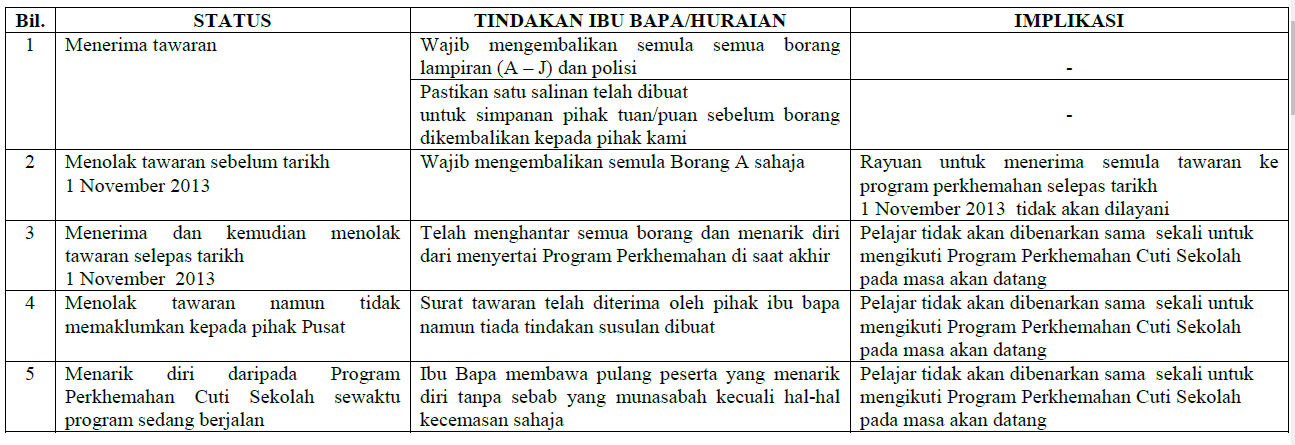 Bil. STATUS TINDAKAN IBU BAPA/HURAIAN IMPLIKASI
1 Menerima tawaran
Wajib mengembalikan semula semua borang
lampiran (A – J) dan polisi
-
Pastikan satu salinan telah dibuat
untuk simpanan pihak tuan/puan sebelum borang
dikembalikan kepada pihak kami
-
2 Menolak tawaran sebelum tarikh
1 November 2013
Wajib mengembalikan semula Borang A sahaja
Rayuan untuk menerima semula tawaran ke
program perkhemahan selepas tarikh
1 November 2013 tidak akan dilayani
3 Menerima dan kemudian menolak
tawaran selepas tarikh
1 November 2013
Telah menghantar semua borang dan menarik diri
dari menyertai Program Perkhemahan di saat akhir
Pelajar tidak akan dibenarkan sama sekali untuk
mengikuti Program Perkhemahan Cuti Sekolah
pada masa akan datang
4 Menolak tawaran namun tidak
memaklumkan kepada pihak Pusat
Surat tawaran telah diterima oleh pihak ibu bapa
namun tiada tindakan susulan dibuat
Pelajar tidak akan dibenarkan sama sekali untuk
mengikuti Program Perkhemahan Cuti Sekolah
pada masa akan datang
5 Menarik diri daripada Program
Perkhemahan Cuti Sekolah sewaktu
program sedang berjalan
Ibu Bapa membawa pulang peserta yang menarik
diri tanpa sebab yang munasabah kecuali hal-hal
kecemasan sahaja
Pelajar tidak akan dibenarkan sama sekali untuk
mengikuti Program Perkhemahan Cuti Sekolah
pada masa akan datang